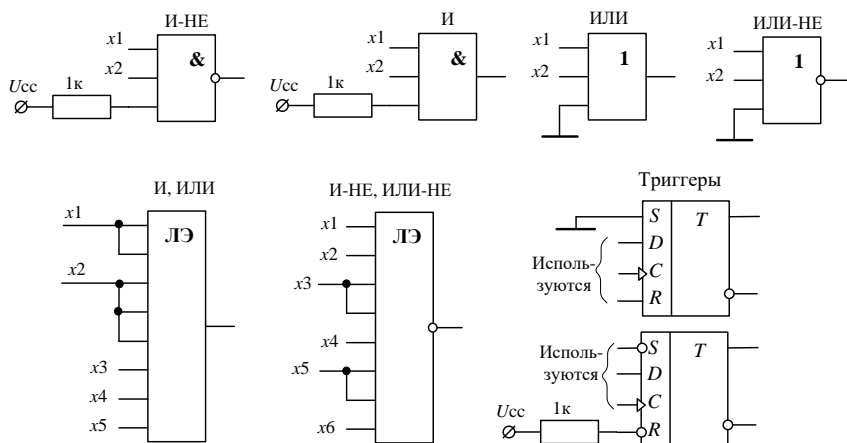 И-НЕ
x1
x2
&
Ucc
1к
И
x1
x2
&
Ucc
1к
ИЛИ
x1
x2
1
ИЛИ-НЕ
x1
x2
1
И, ИЛИ
x1
x2
x3
x4
x5
ЛЭ
И-НЕ, ИЛИ-НЕ
x1
x2
x3
x4
x5
x6
ЛЭ
Триггеры
Исполь-
зуются
S
D
C
R
T
Исполь-
зуются
S
D
C
R
T
Ucc
1к